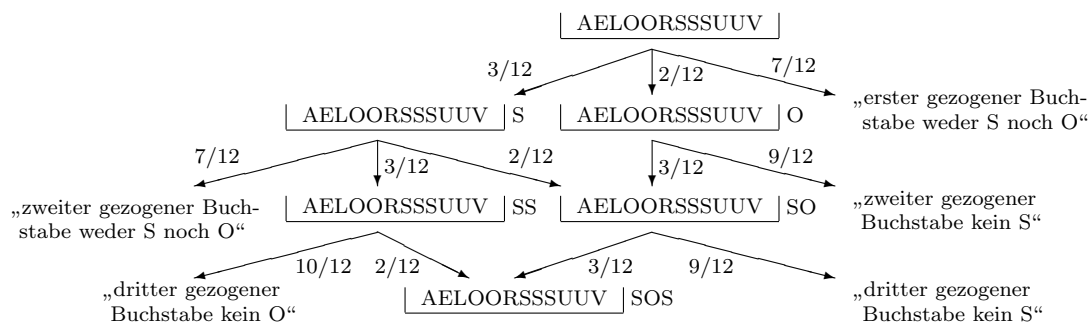 AELOORSSSUUV
3/12 2/12 7/12
AELOORSSSUUV S AELOORSSSUUV O „erster gezogener Buch-
stabe weder S noch O“
7/12 3/12 2/12 3/12 9/12
„zweiter gezogener Buch-
stabe weder S noch O“
AELOORSSSUUV SS AELOORSSSUUV SO „zweiter gezogener
Buchstabe kein S“
10/12 2/12 3/12 9/12
„dritter gezogener
Buchstabe kein O“
AELOORSSSUUV SOS „dritter gezogener
Buchstabe kein S“